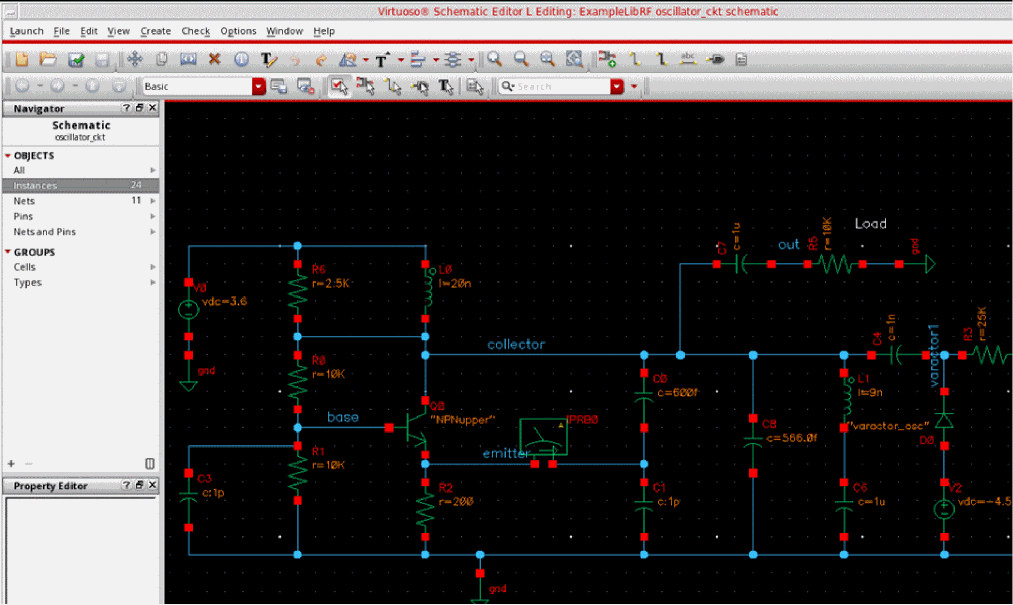 Virtuoso® Schematic Editor L Editing: ExampleLibRF oscillator_ckt schematic
Launch File Edit View Create Check Options Window Help
Basic
Search
Navigator
Schematic
oscillator_ckt
OBJECTS
All
Instances 24
Nets 11
Pins
Nets and Pins
GROUPS
Cells
Types
Property Editor
V0
vdc=3.6
gnd
R6
r=2.5K
L0
l=20n
R0
r=10K
collector
base
Q0
"NPNupper"
R1
r=10K
C3
c:1p
emitter
IPRB0
R2
r=200
gnd
C7
c=1u
out
R5
r=10K
Load
gnd
C0
c=600f
C1
c:1p
C8
c=566.0f
C4
c=1n
varactor1
R3
r=25K
L1
l=9n
"varactor_osc"
D0
C6
c=1u
V2
vdc=-4.5